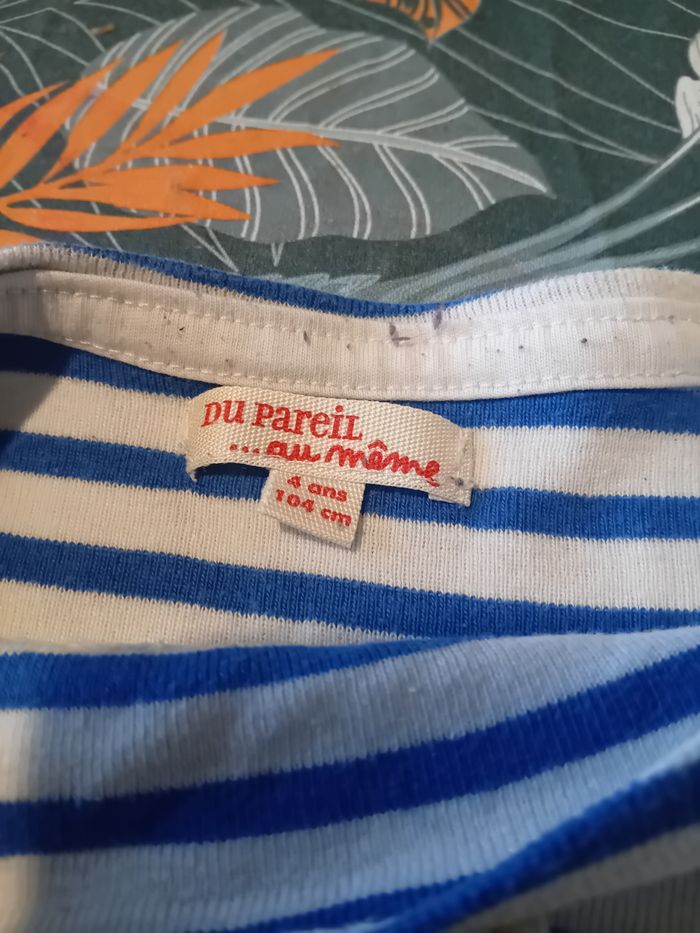 DU PAREIL
...au même
4 ans
104 cm